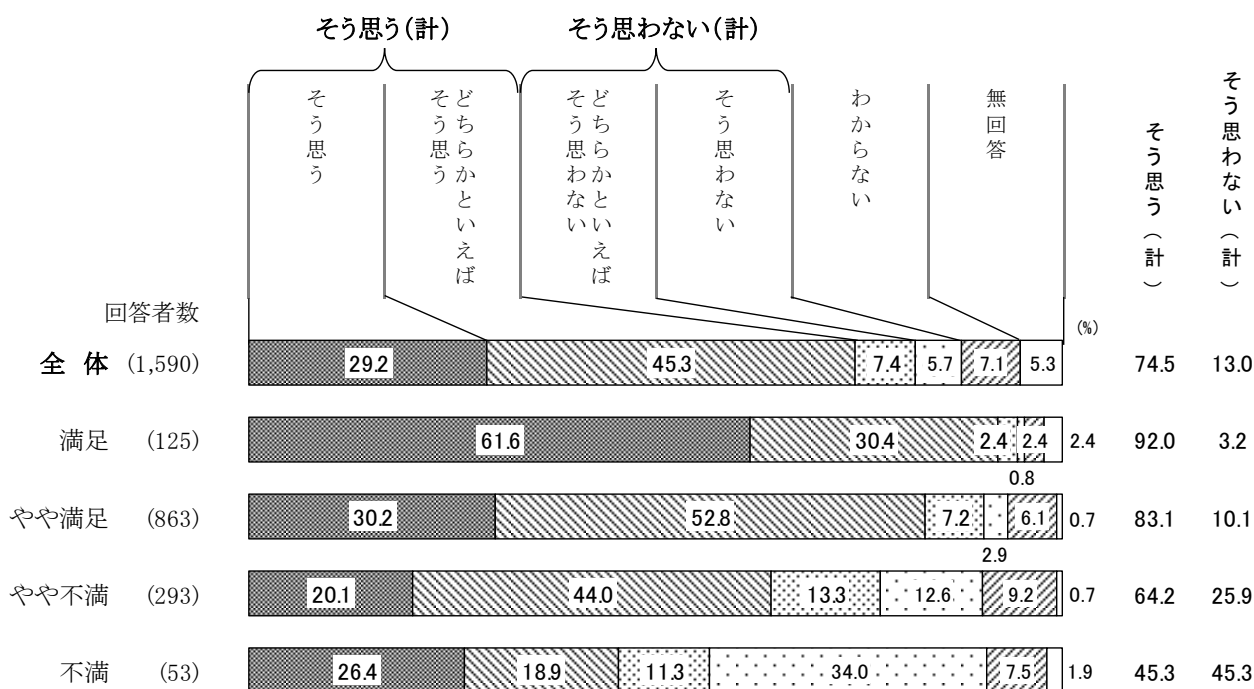 そう思う(計) そう思わない(計)
そう思う
どちらかといえば
そう思う
どちらかといえば
そう思わない
そう思わない
わからない
無回答
そう思う(計)
そう思わない(計)
回答者数
(%)
全 体 (1,590) 29.2 45.3 7.4 5.7 7.1 5.3 74.5 13.0
満足 (125) 61.6 30.4 2.4 2.4 2.4 92.0 3.2
0.8
やや満足 (863) 30.2 52.8 7.2 6.1 0.7 83.1 10.1
2.9
やや不満 (293) 20.1 44.0 13.3 12.6 9.2 0.7 64.2 25.9
不満 (53) 26.4 18.9 11.3 34.0 7.5 1.9 45.3 45.3